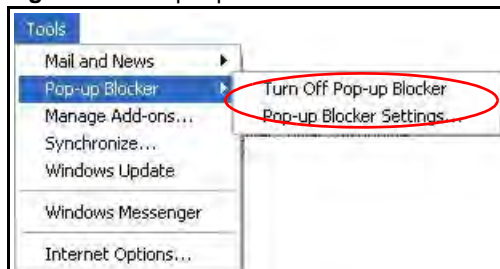 Tools
Mail and News
Pop-up Blocker
Turn Off Pop-up Blocker
Pop-up Blocker Settings...
Manage Add-ons...
Synchronize...
Windows Update
Windows Messenger
Internet Options...